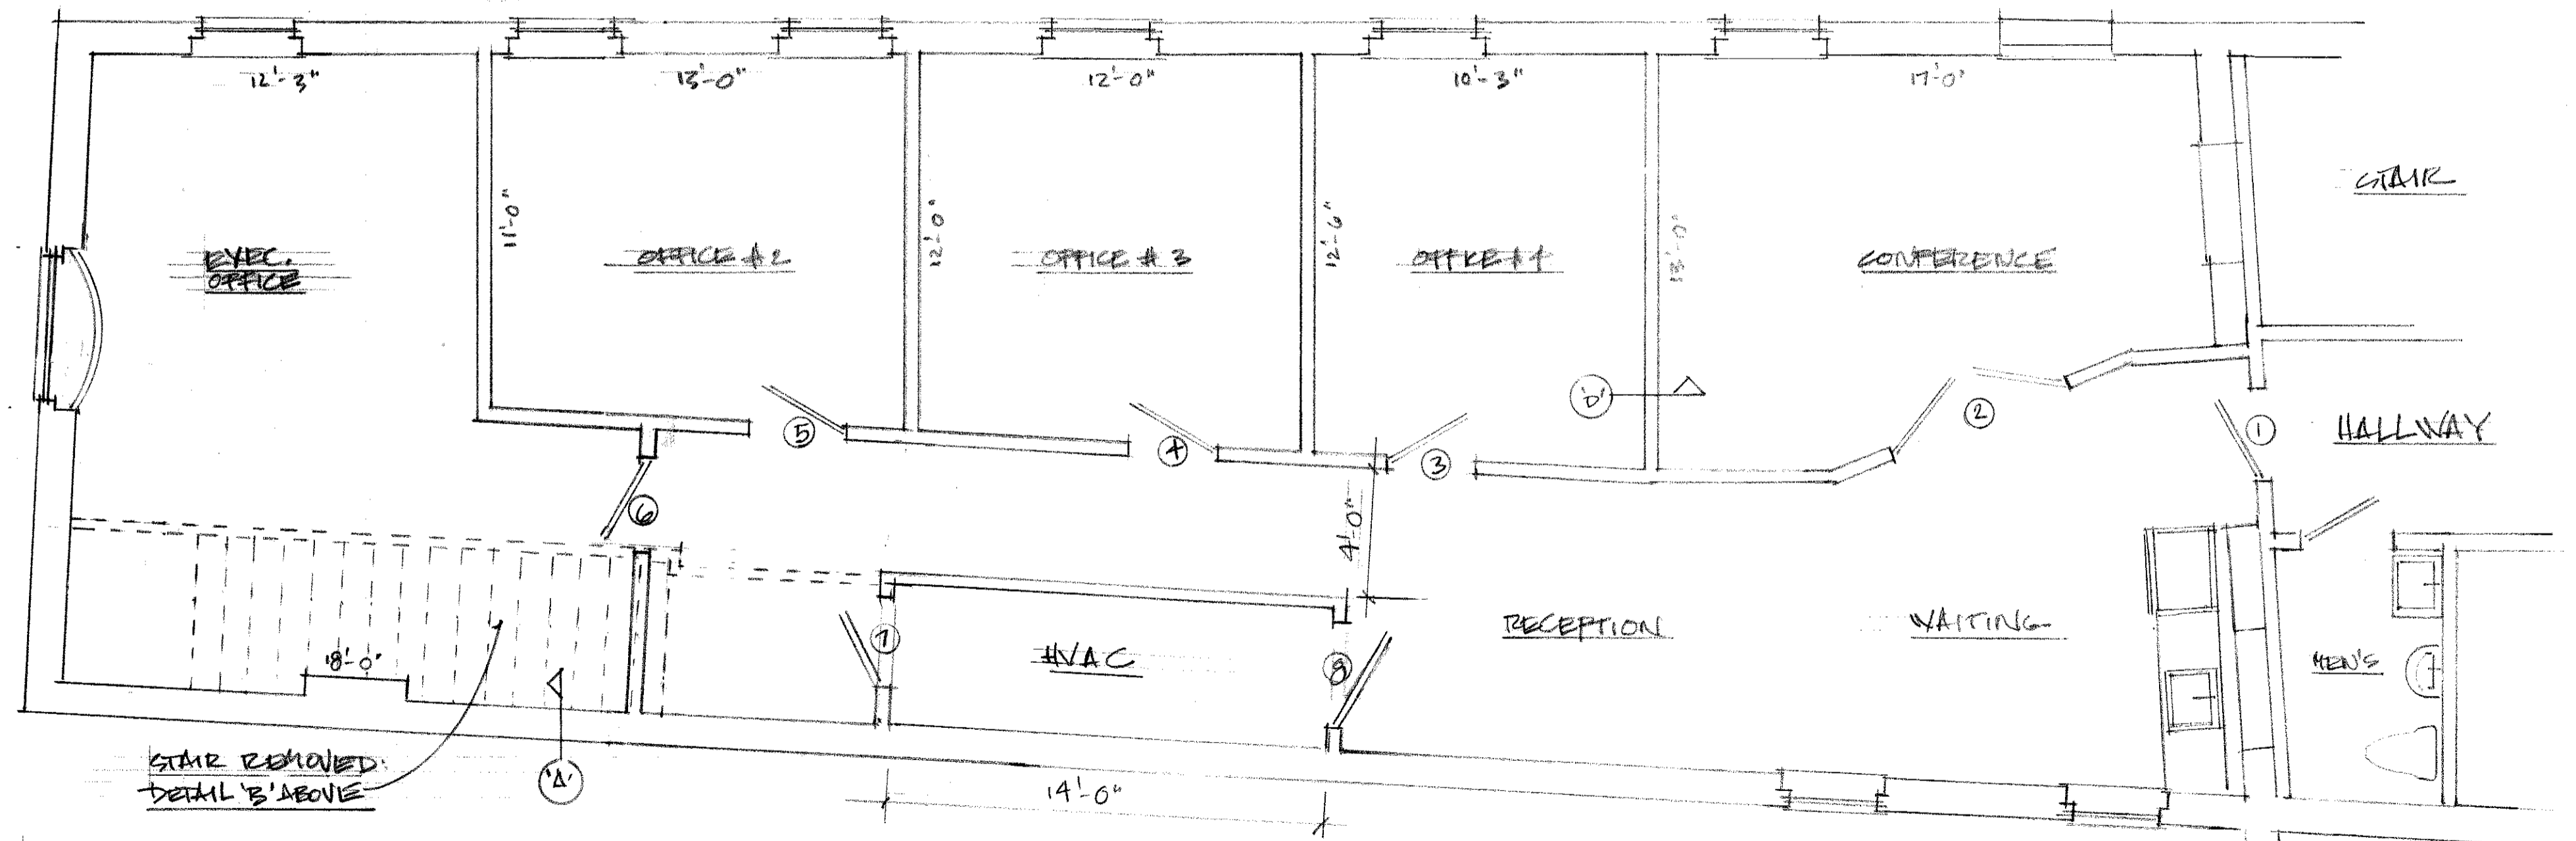 12'-3"
13'-0"
12'-0"
10'-3"
17'-0"
11'-0"
12'-0"
12'-6"
13'-0"
STAIR
EXEC.
OFFICE
OFFICE #2
OFFICE # 3
OFFICE #4
CONFERENCE
'D'
5
4
3
2
1
HALLWAY
6
4'-0"
7
HVAC
8
RECEPTION
WAITING
MEN'S
18'-0"
STAIR REMOVED:
DETAIL 'B' ABOVE
'A'
14'-0"